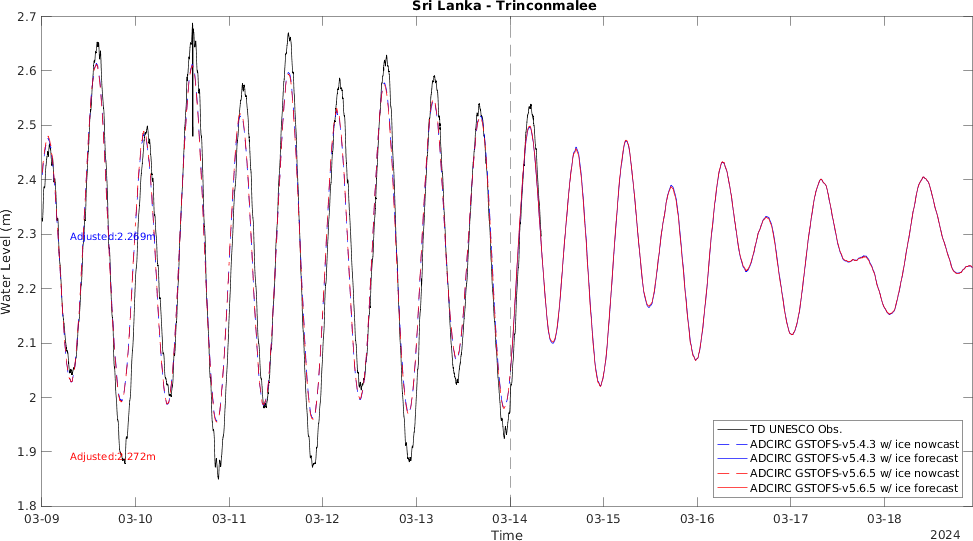 Sri Lanka - Trinconmalee
2.7
2.6
2.5
2.4
2.3
2.2
2.1
2
1.9
1.8
Water Level (m)
Adjusted:2.269m
Adjusted:2.272m
TD UNESCO Obs.
ADCIRC GSTOFS-v5.4.3 w/ ice nowcast
ADCIRC GSTOFS-v5.4.3 w/ ice forecast
ADCIRC GSTOFS-v5.6.5 w/ ice nowcast
ADCIRC GSTOFS-v5.6.5 w/ ice forecast
03-09 03-10 03-11 03-12 03-13 03-14 03-15 03-16 03-17 03-18
Time
2024